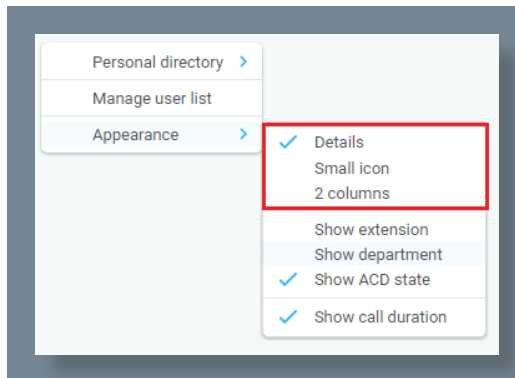 Personal directory
Manage user list
Appearance
Details
Small icon
2 columns
Show extension
Show department
Show ACD state
Show call duration